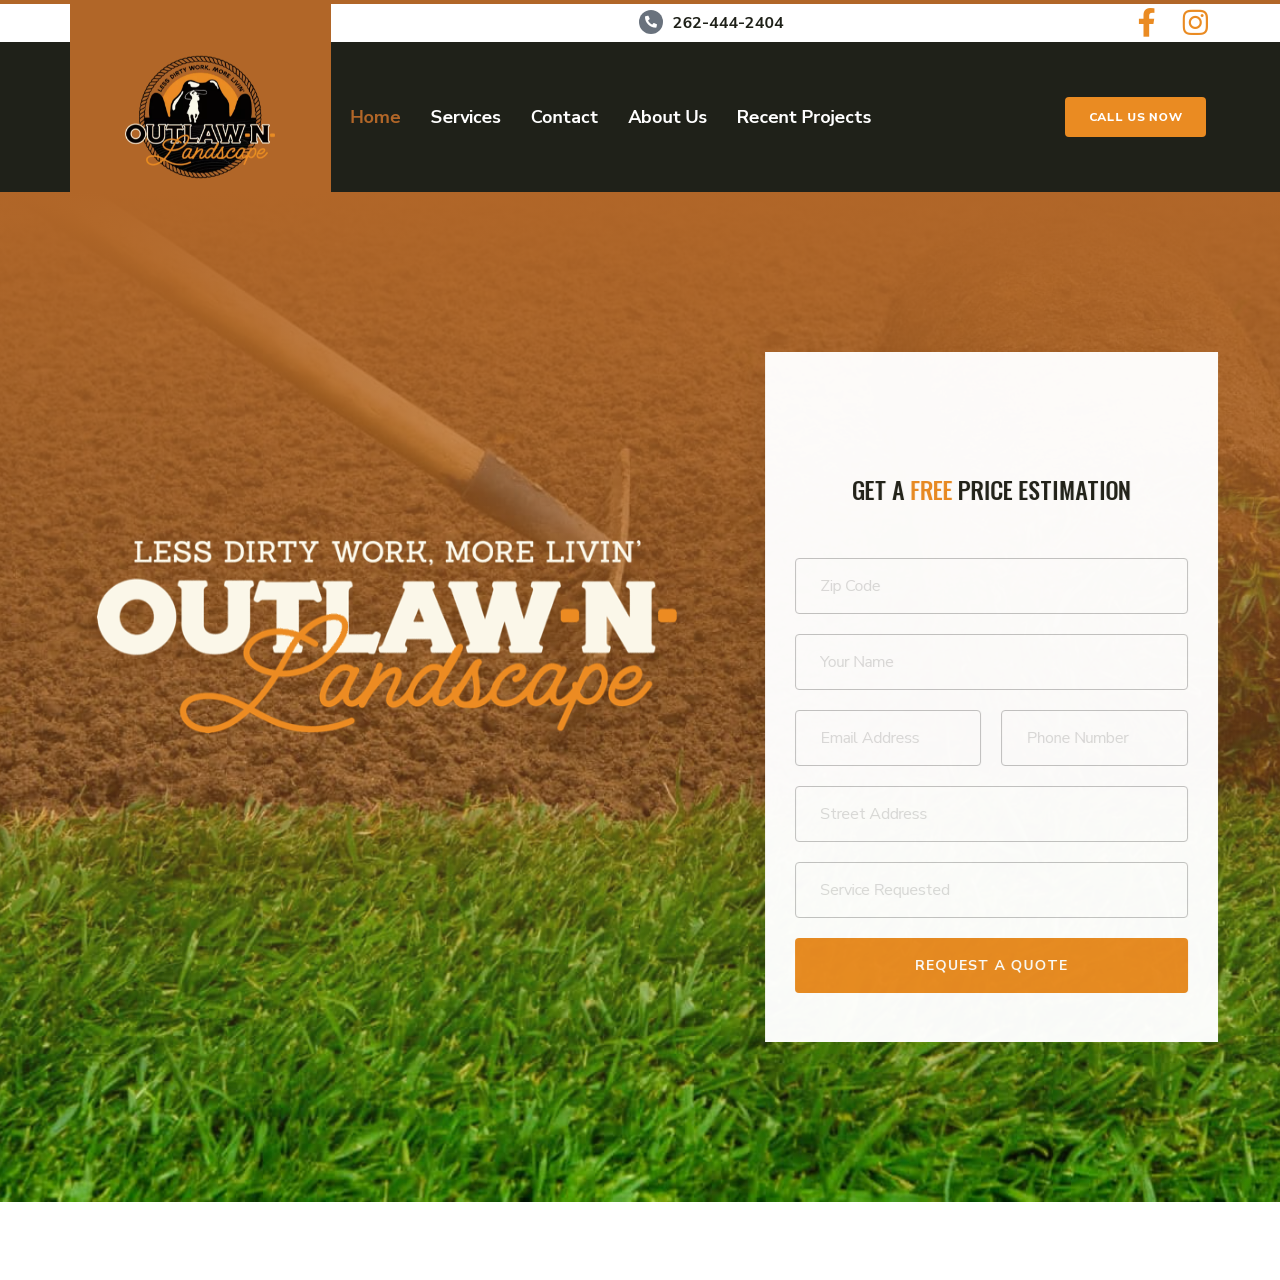 262-444-2404
LESS DIRTY WORK, MORE LIVIN'
OUTLAW-N-
Landscape
Home
Services
Contact
About Us
Recent Projects
CALL US NOW
LESS DIRTY WORK, MORE LIVIN'
OUTLAW-N-
Landscape
GET A FREE PRICE ESTIMATION
Zip Code
Your Name
Email Address
Phone Number
Street Address
Service Requested
REQUEST A QUOTE